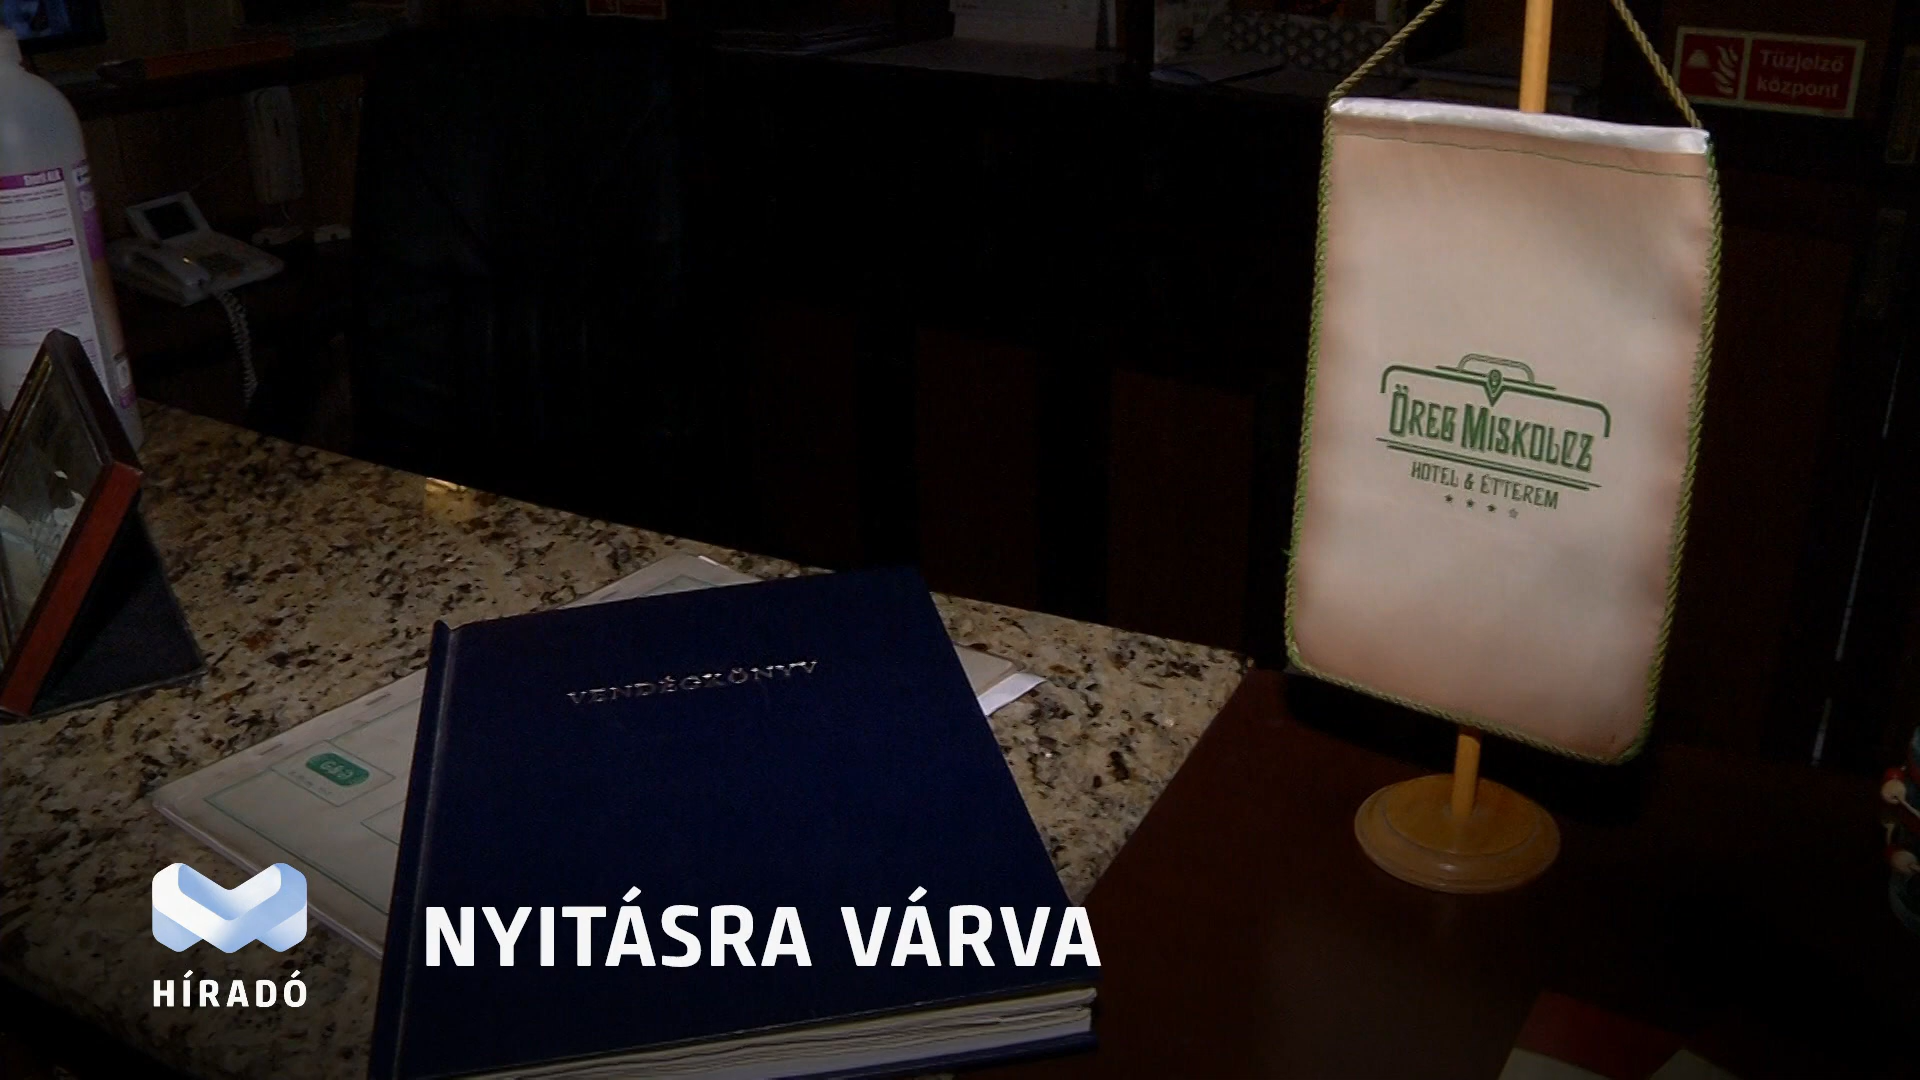 Tűzjelző
központ
ÖREG MISKOLCZ
HOTEL & ÉTTEREM
VENDÉGKÖNYV
NYITÁSRA VÁRVA
HÍRADÓ